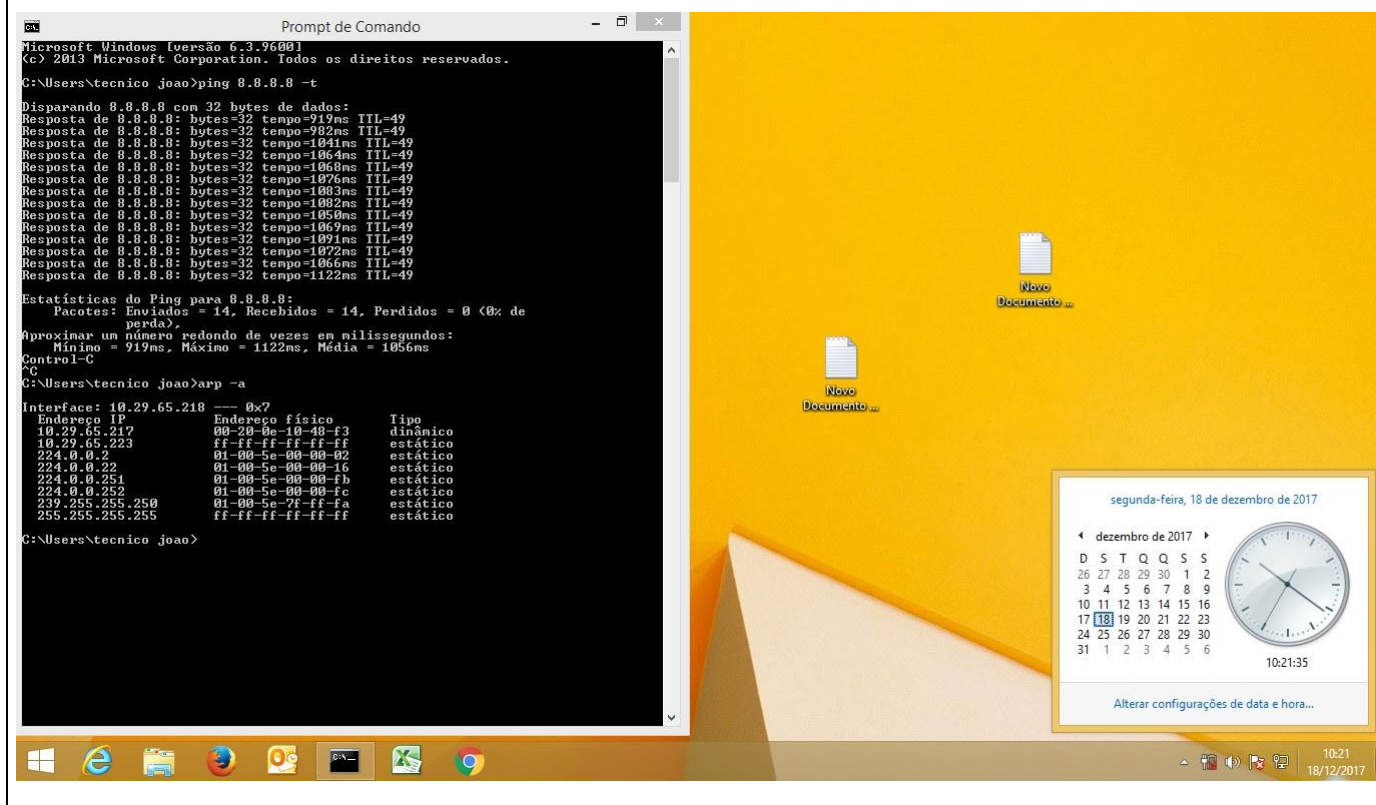 Prompt de Comando
Microsoft Windows [versão 6.3.9600]
(c) 2013 Microsoft Corporation. Todos os direitos reservados.
C:\Users\tecnico joao>ping 8.8.8.8 -t
Disparando 8.8.8.8 com 32 bytes de dados:
Resposta de 8.8.8.8: bytes=32 tempo=919ms TTL=49
Resposta de 8.8.8.8: bytes=32 tempo=982ms TTL=49
Resposta de 8.8.8.8: bytes=32 tempo=1041ms TTL=49
Resposta de 8.8.8.8: bytes=32 tempo=1064ms TTL=49
Resposta de 8.8.8.8: bytes=32 tempo=1068ms TTL=49
Resposta de 8.8.8.8: bytes=32 tempo=1076ms TTL=49
Resposta de 8.8.8.8: bytes=32 tempo=1083ms TTL=49
Resposta de 8.8.8.8: bytes=32 tempo=1082ms TTL=49
Resposta de 8.8.8.8: bytes=32 tempo=1050ms TTL=49
Resposta de 8.8.8.8: bytes=32 tempo=1069ms TTL=49
Resposta de 8.8.8.8: bytes=32 tempo=1091ms TTL=49
Resposta de 8.8.8.8: bytes=32 tempo=1072ms TTL=49
Resposta de 8.8.8.8: bytes=32 tempo=1066ms TTL=49
Resposta de 8.8.8.8: bytes=32 tempo=1122ms TTL=49
Estatísticas do Ping para 8.8.8.8:
Pacotes: Enviados = 14, Recebidos = 14, Perdidos = 0 (0% de
perda),
Aproximar um número redondo de vezes em milissegundos:
Mínimo = 919ms, Máximo = 1122ms, Média = 1056ms
Control-C
^C
C:\Users\tecnico joao>arp -a
Interface: 10.29.65.218 --- 0x7
Endereço IP Endereço físico Tipo
10.29.65.217 00-20-0e-10-48-f3 dinâmico
10.29.65.223 ff-ff-ff-ff-ff-ff estático
224.0.0.2 01-00-5e-00-00-02 estático
224.0.0.22 01-00-5e-00-00-16 estático
224.0.0.251 01-00-5e-00-00-fb estático
224.0.0.252 01-00-5e-00-00-fc estático
239.255.255.250 01-00-5e-7f-ff-fa estático
255.255.255.255 ff-ff-ff-ff-ff-ff estático
C:\Users\tecnico joao>
Novo
Documento ...
Novo
Documento ...
segunda-feira, 18 de dezembro de 2017
dezembro de 2017
D S T Q Q S S
26 27 28 29 30 1 2
3 4 5 6 7 8 9
10 11 12 13 14 15 16
17 18 19 20 21 22 23
24 25 26 27 28 29 30
31 1 2 3 4 5 6
10:21:35
Alterar configurações de data e hora...
10:21
18/12/2017